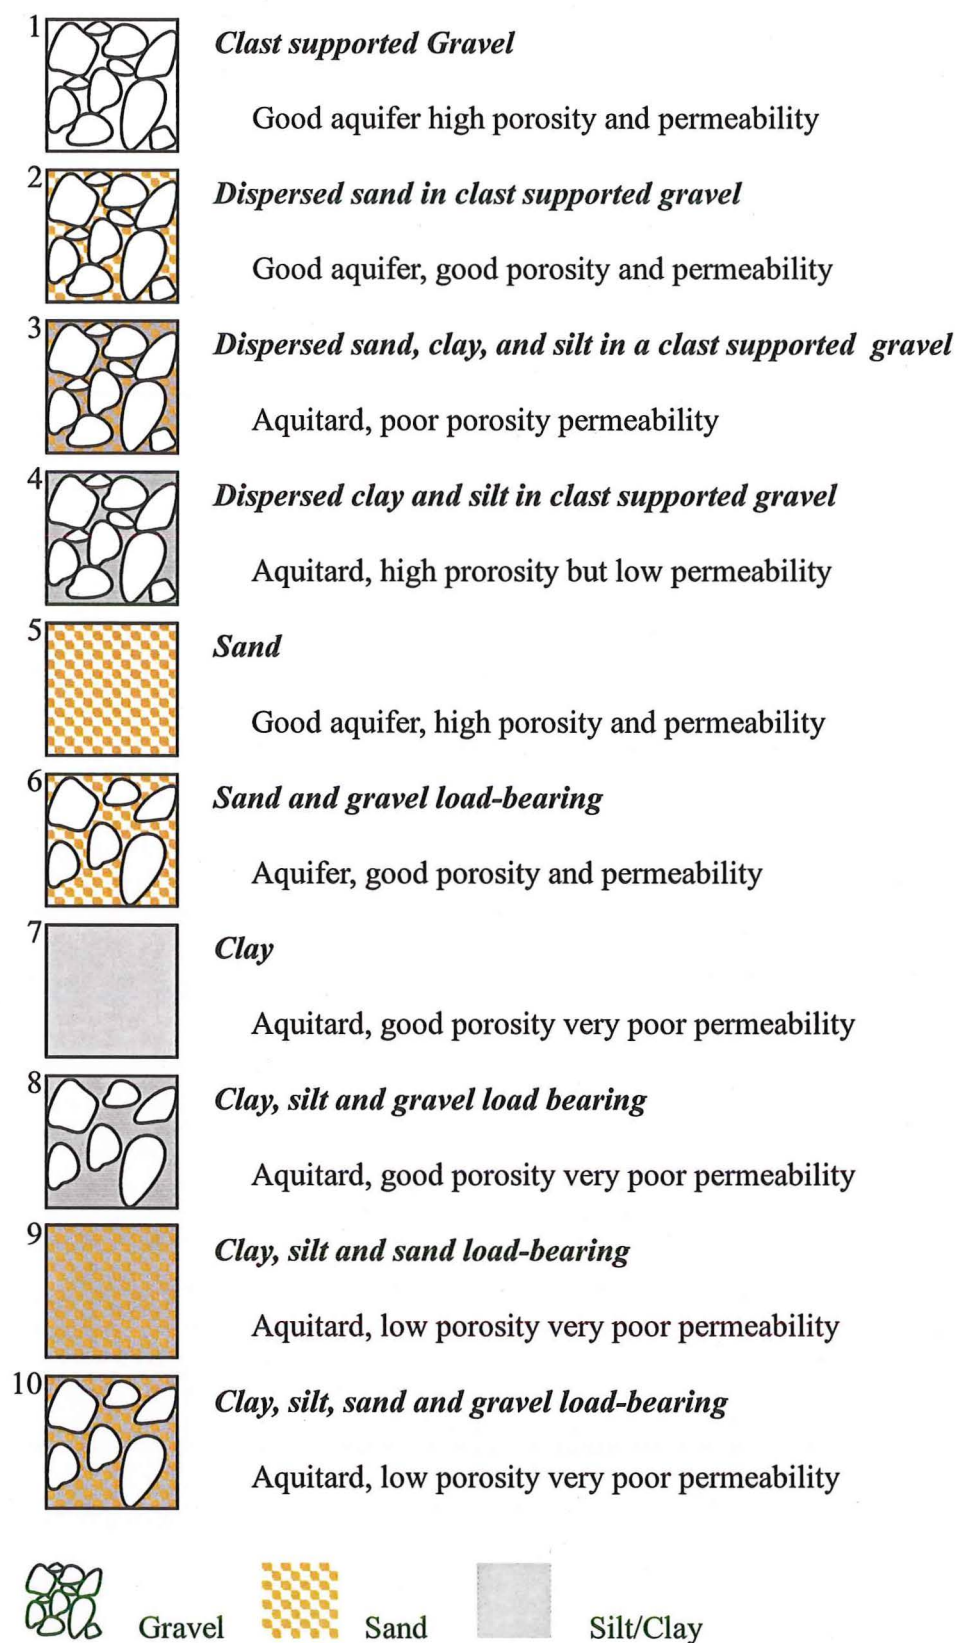 1 Clast supported Gravel
Good aquifer high porosity and permeability
2 Dispersed sand in clast supported gravel
Good aquifer, good porosity and permeability
3 Dispersed sand, clay, and silt in a clast supported gravel
Aquitard, poor porosity permeability
4 Dispersed clay and silt in clast supported gravel
Aquitard, high prorosity but low permeability
5 Sand
Good aquifer, high porosity and permeability
6 Sand and gravel load-bearing
Aquifer, good porosity and permeability
7 Clay
Aquitard, good porosity very poor permeability
8 Clay, silt and gravel load bearing
Aquitard, good porosity very poor permeability
9 Clay, silt and sand load-bearing
Aquitard, low porosity very poor permeability
10 Clay, silt, sand and gravel load-bearing
Aquitard, low porosity very poor permeability
Gravel Sand Silt/Clay